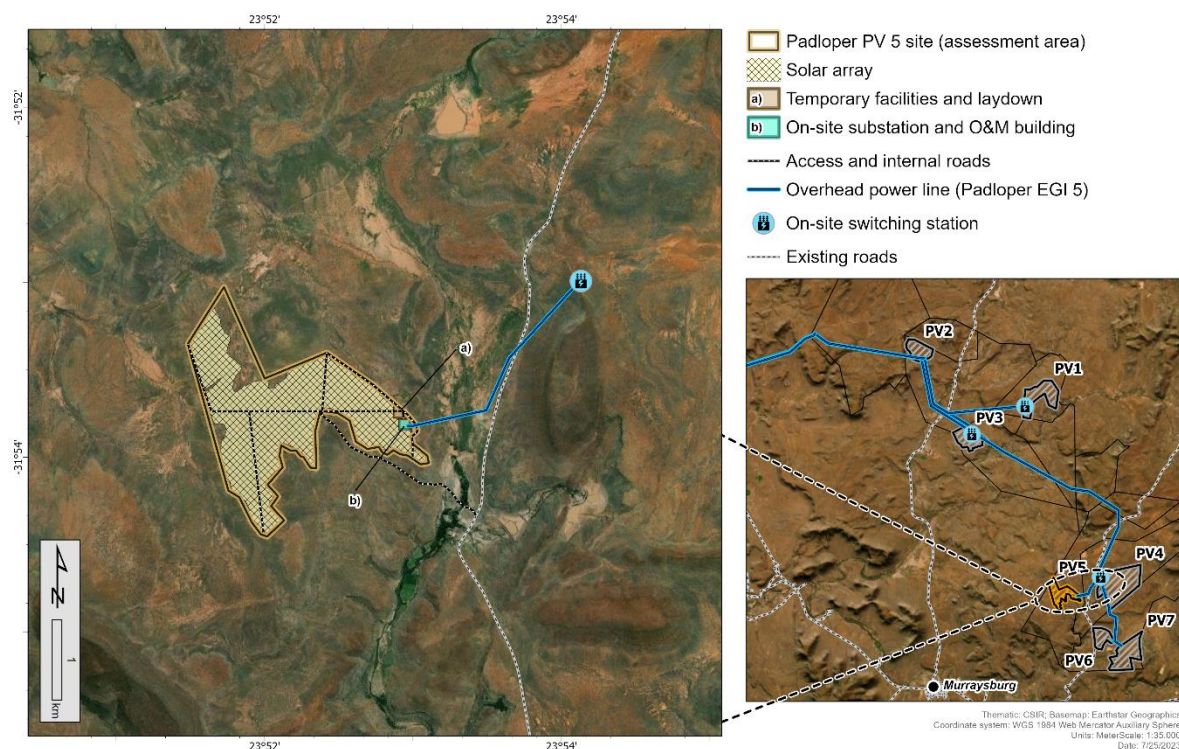 23°52'
23°54'
-31°52'
-31°54'
a)
b)
1
km
N
23°52'
23°54'
Padloper PV 5 site (assessment area)
Solar array
a) Temporary facilities and laydown
b) On-site substation and O&M building
Access and internal roads
Overhead power line (Padloper EGI 5)
On-site switching station
Existing roads
PV2
PV1
PV3
PV5
PV4
PV7
PV6
Murraysburg
Thematic: CSIR; Basemap: Earthstar Geographics
Coordinate system: WGS 1984 Web Mercator Auxiliary Sphere
Units: MeterScale: 1:35.000
Date: 7/25/2023